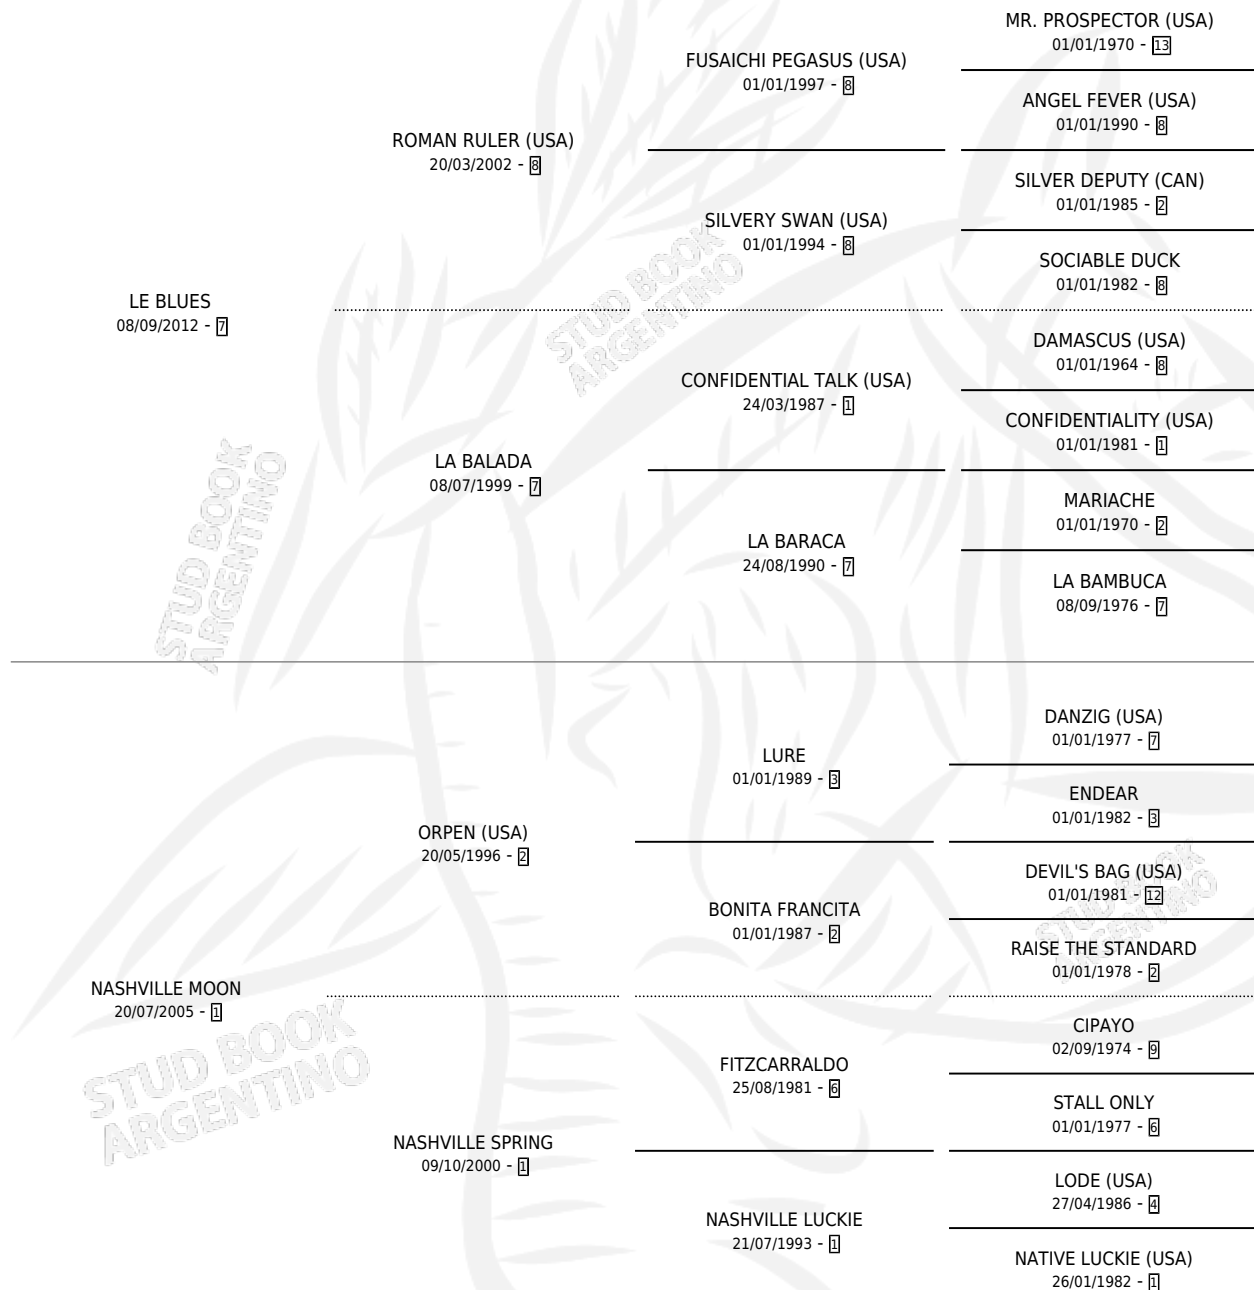 MR. PROSPECTOR (USA)
01/01/1970 - 13
FUSAICHI PEGASUS (USA)
01/01/1997 - 8
ANGEL FEVER (USA)
01/01/1990 - 8
ROMAN RULER (USA)
20/03/2002 - 8
SILVER DEPUTY (CAN)
01/01/1985 - 2
SILVERY SWAN (USA)
01/01/1994 - 8
SOCIABLE DUCK
01/01/1982 - 8
LE BLUES
08/09/2012 - 7
DAMASCUS (USA)
01/01/1964 - 8
CONFIDENTIAL TALK (USA)
24/03/1987 - 1
CONFIDENTIALITY (USA)
01/01/1981 - 1
LA BALADA
08/07/1999 - 7
MARIACHE
01/01/1970 - 2
LA BARACA
24/08/1990 - 7
LA BAMBUCA
08/09/1976 - 7
DANZIG (USA)
01/01/1977 - 7
LURE
01/01/1989 - 3
ENDEAR
01/01/1982 - 3
ORPEN (USA)
20/05/1996 - 2
DEVIL'S BAG (USA)
01/01/1981 - 12
BONITA FRANCITA
01/01/1987 - 2
RAISE THE STANDARD
01/01/1978 - 2
NASHVILLE MOON
20/07/2005 - 1
CIPAYO
02/09/1974 - 9
FITZCARRALDO
25/08/1981 - 6
STALL ONLY
01/01/1977 - 6
NASHVILLE SPRING
09/10/2000 - 1
LODE (USA)
27/04/1986 - 4
NASHVILLE LUCKIE
21/07/1993 - 1
NATIVE LUCKIE (USA)
26/01/1982 - 1
STUD BOOK
ARGENTINO
STUD BOOK
ARGENTINO
STUD BOOK
ARGENTINO
STUD BOOK
ARGENTINO